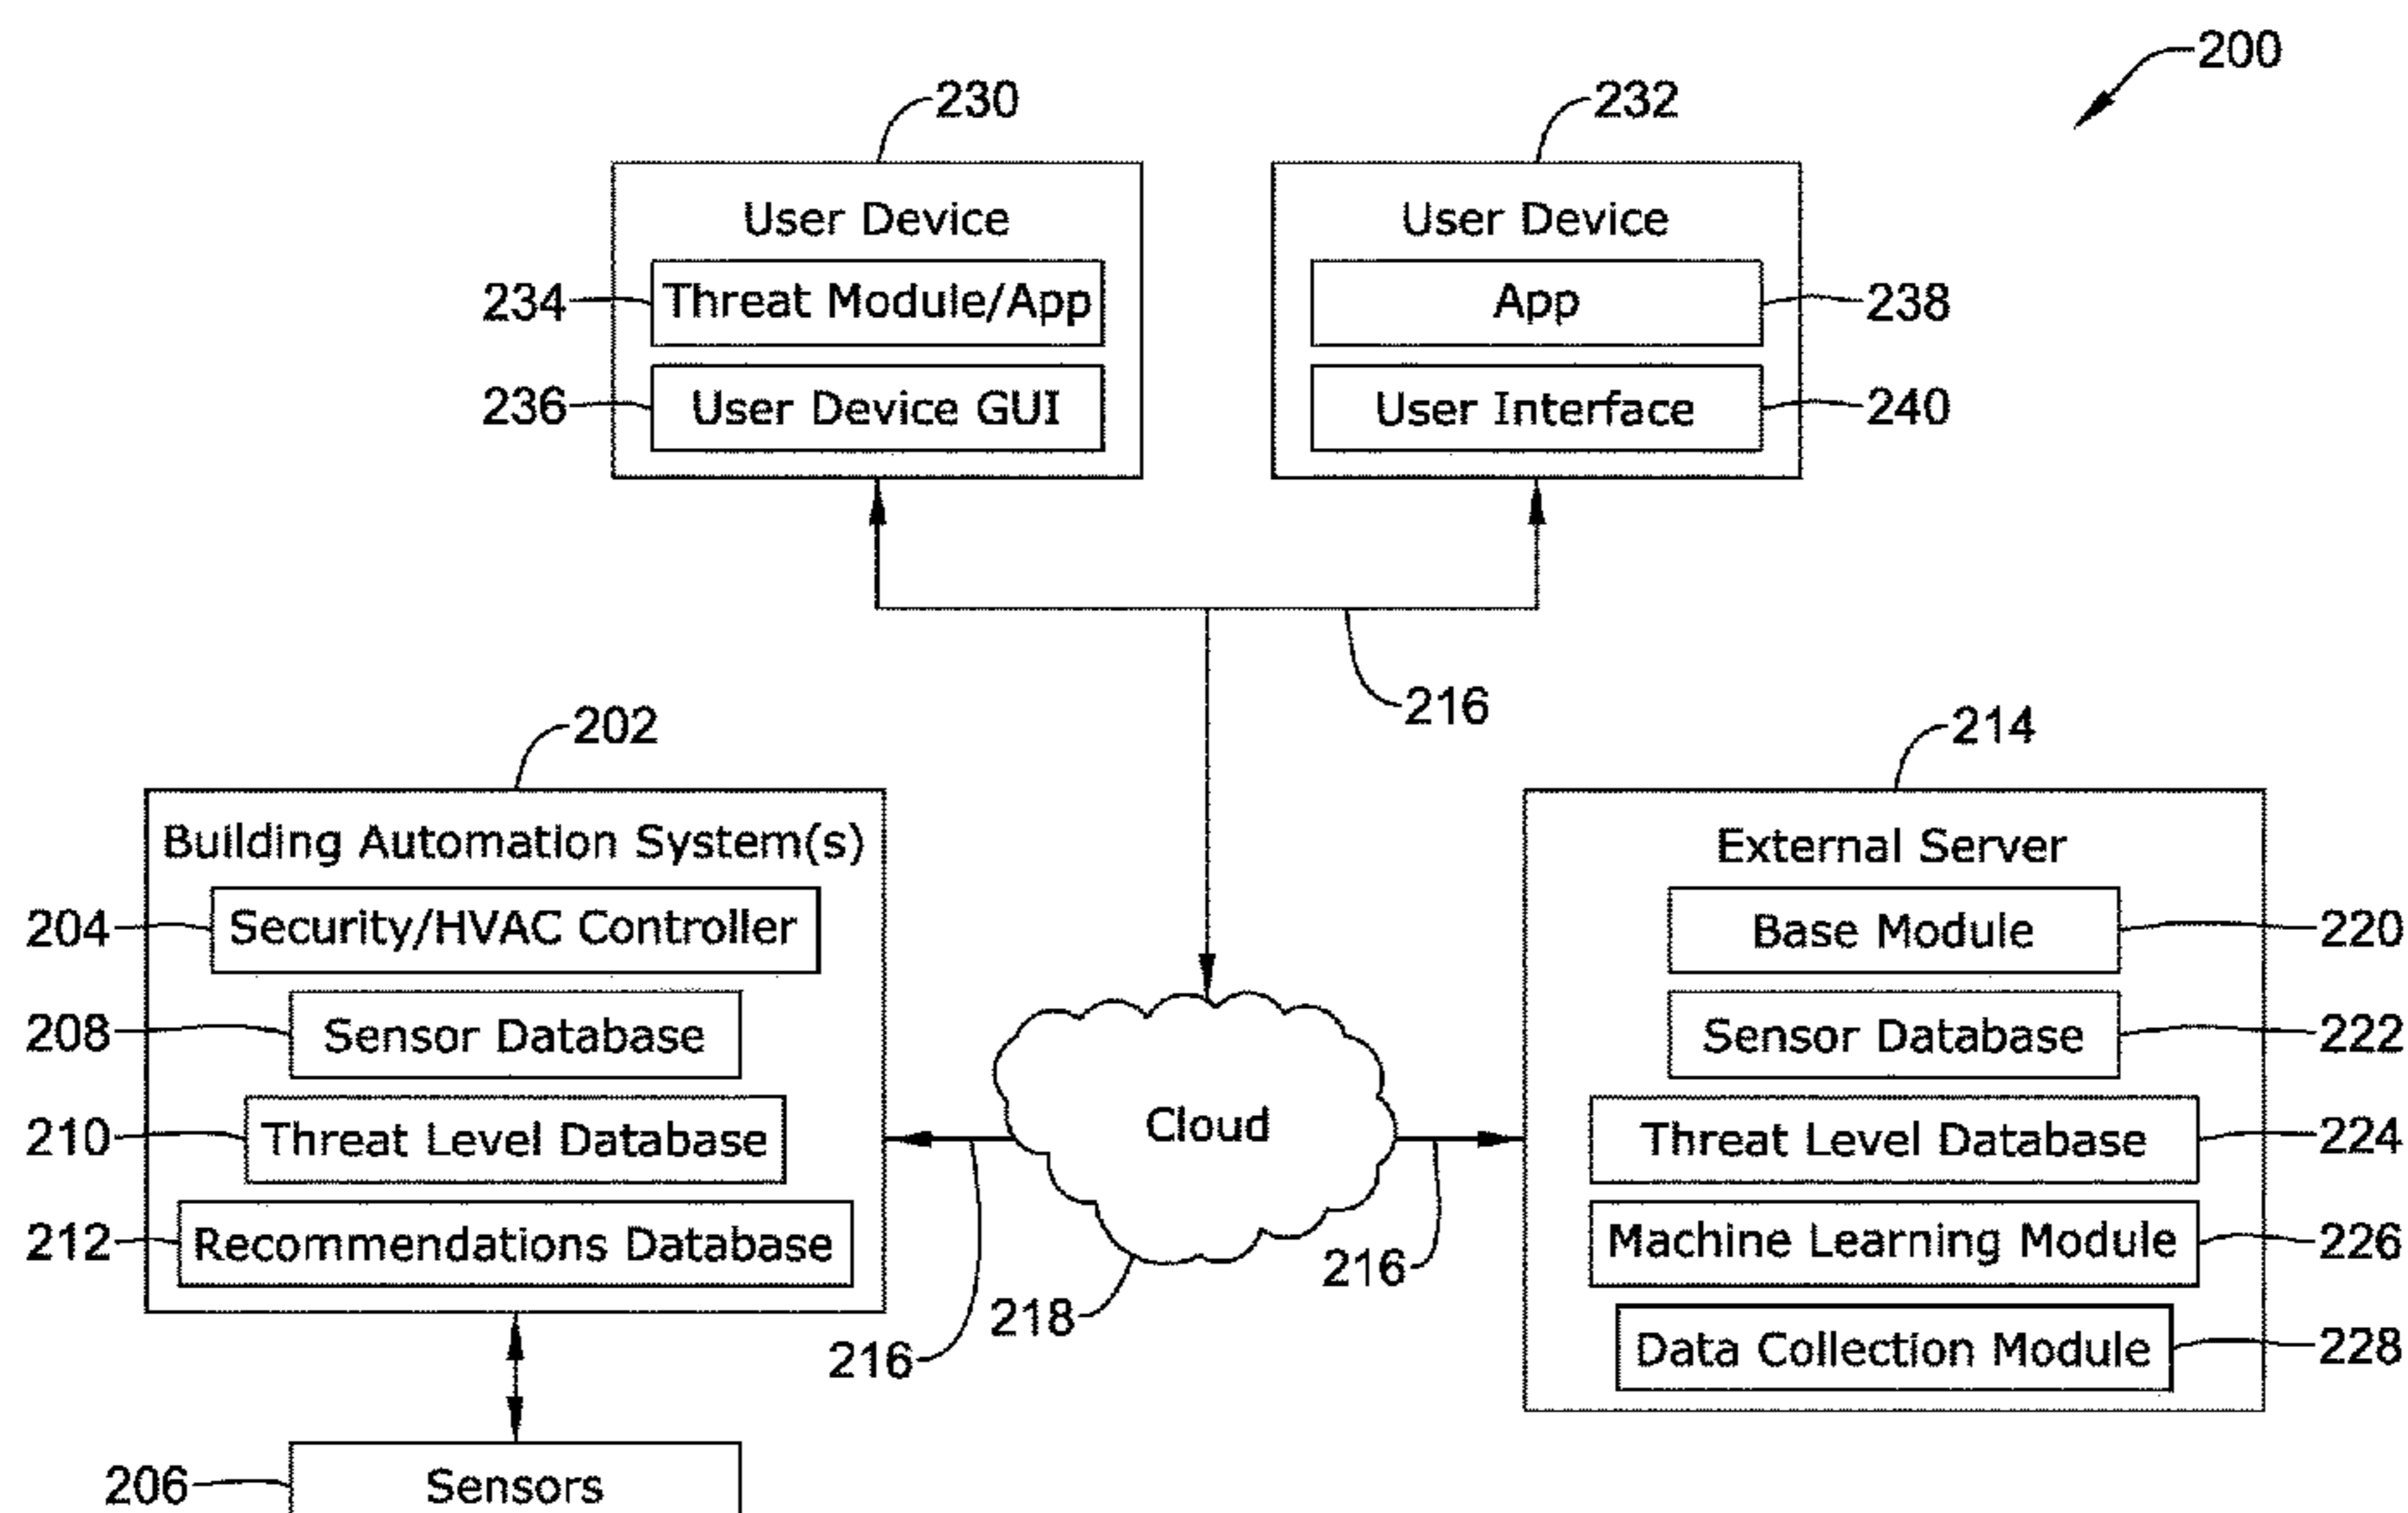 200
230
232
User Device
User Device
234
Threat Module/App
App
238
236
User Device GUI
User Interface
240
216
202
214
Building Automation System(s)
External Server
204
Security/HVAC Controller
Base Module
220
208
Sensor Database
Sensor Database
222
210
Threat Level Database
Cloud
Threat Level Database
224
212
Recommendations Database
Machine Learning Module
226
216
218
216
Data Collection Module
228
206
Sensors